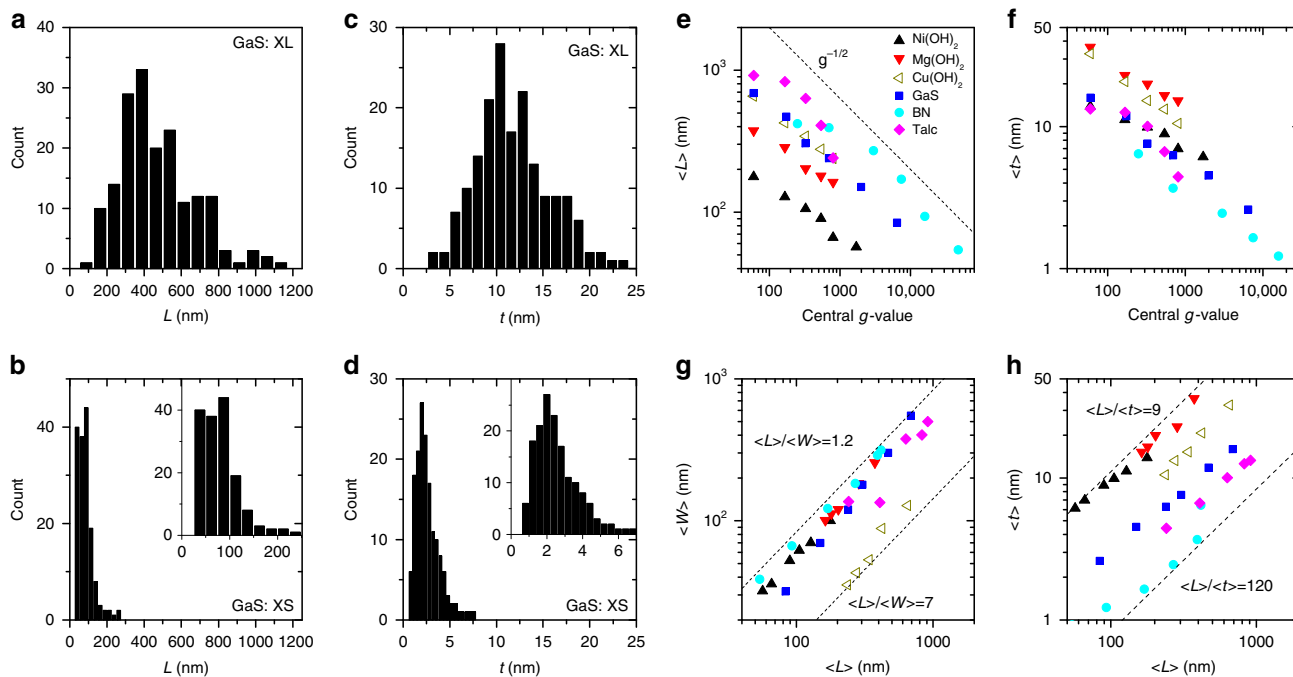 a
40
30
20
10
0
Count
GaS: XL
0 200 400 600 800 1000 1200
L (nm)
c
30
20
10
0
Count
GaS: XL
0 5 10 15 20 25
t (nm)
e
10³
10²
<L> (nm)
g⁻¹/²
Ni(OH)₂
Mg(OH)₂
Cu(OH)₂
GaS
BN
Talc
100 1000 10,000
Central g-value
f
50
10
1
<t> (nm)
100 1000 10,000
Central g-value
b
40
20
0
Count
40
20
0
0 100 200
GaS: XS
0 200 400 600 800 1000 1200
L (nm)
d
30
20
10
0
Count
20
10
0
0 2 4 6
GaS: XS
0 5 10 15 20 25
t (nm)
g
10³
10²
<W> (nm)
<L>/<W>=1.2
<L>/<W>=7
100 1000
<L> (nm)
h
50
10
1
<t> (nm)
<L>/<t>=9
<L>/<t>=120
100 1000
<L> (nm)